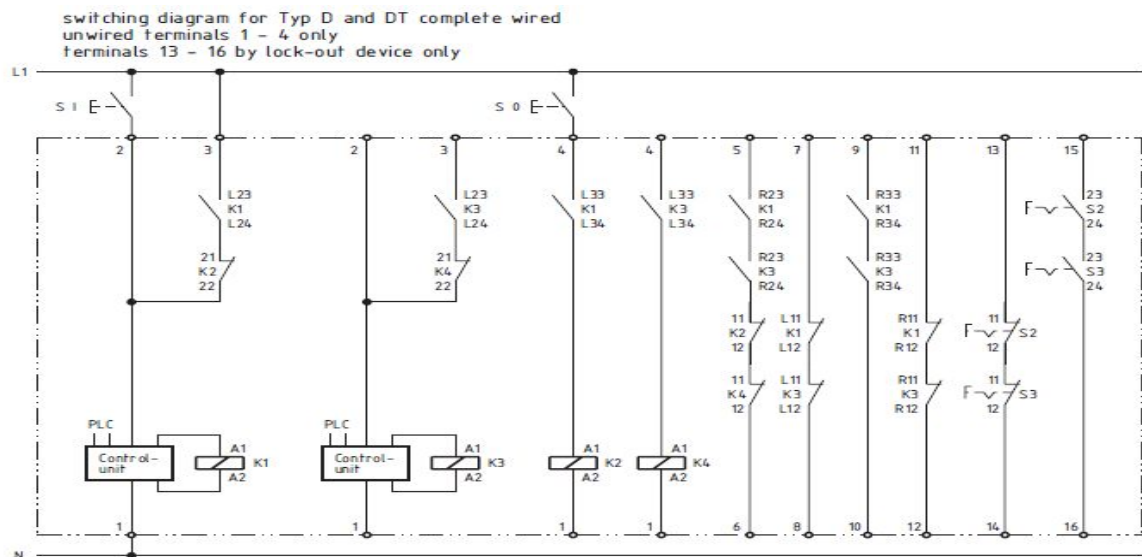 switching diagram for Typ D and DT complete wired
unwired terminals 1 - 4 only
terminals 13 - 16 by lock-out device only
L1
S1 S0
2 3 2 3 4 4 5 7 9 11 13 15
L23 L23 L33 L33 R23 R33 23
K1 K3 K1 K3 K1 K1 S2
L24 L24 L34 L34 R24 R34 24
21 21 R23 R33 23
K2 K4 K3 K3 S3
22 22 R24 R34 24
11 L11 R11 11
K2 K1 K1 S2
12 L12 R12 12
11 L11 R11 11
K4 K3 K3 S3
12 L12 R12 12
PLC PLC
Control- A1 Control- A1 A1 A1
unit K1 unit K3 K2 K4
A2 A2 A2 A2
1 1 1 1 6 8 10 12 14 16
N